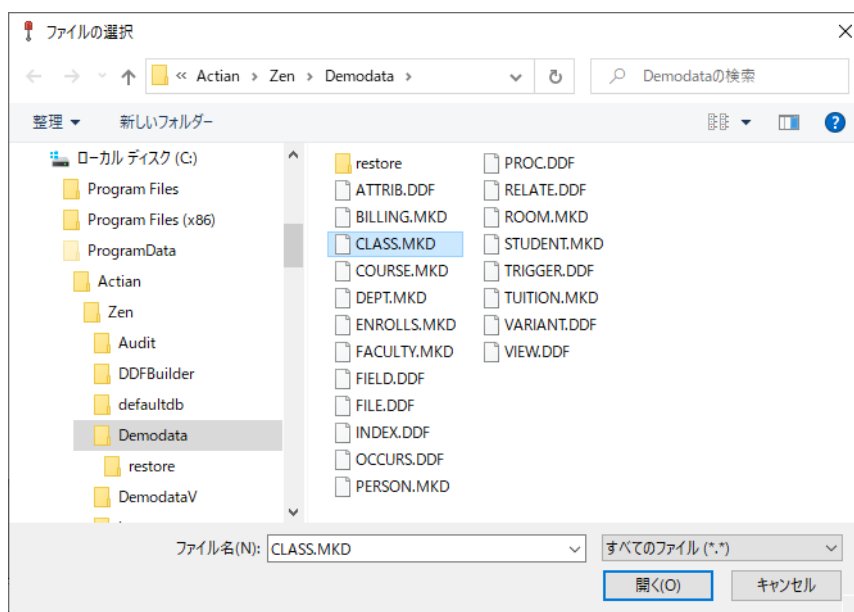 ファイルの選択
« Actian › Zen › Demodata ›
Demodataの検索
整理
新しいフォルダー
ローカル ディスク (C:)
Program Files
Program Files (x86)
ProgramData
Actian
Zen
Audit
DDFBuilder
defaultdb
Demodata
restore
DemodataV
restore
ATTRIB.DDF
BILLING.MKD
CLASS.MKD
COURSE.MKD
DEPT.MKD
ENROLLS.MKD
FACULTY.MKD
FIELD.DDF
FILE.DDF
INDEX.DDF
OCCURS.DDF
PERSON.MKD
PROC.DDF
RELATE.DDF
ROOM.MKD
STUDENT.MKD
TRIGGER.DDF
TUITION.MKD
VARIANT.DDF
VIEW.DDF
ファイル名(N): CLASS.MKD
すべてのファイル (*.*)
開く(O)
キャンセル